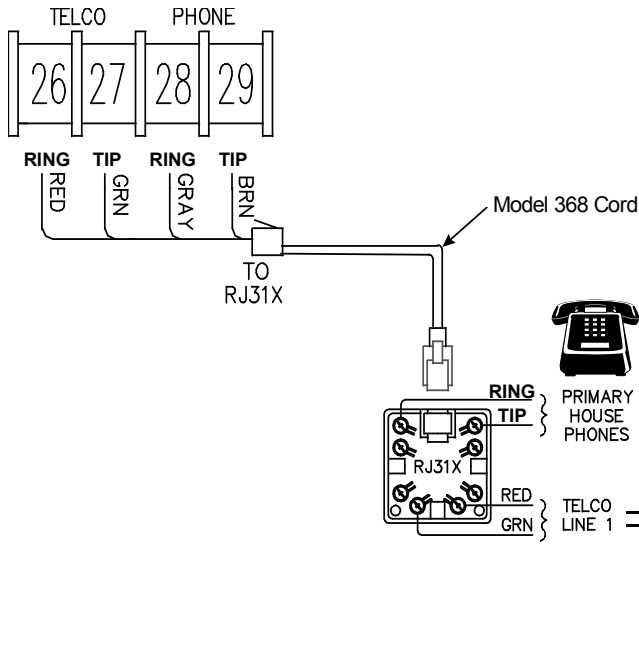 TELCO PHONE
26 27 28 29
RING TIP RING TIP
RED GRN GRAY BRN
Model 368 Cord
TO
RJ31X
RING
TIP
PRIMARY
HOUSE
PHONES
RJ31X
RED
GRN
TELCO
LINE 1